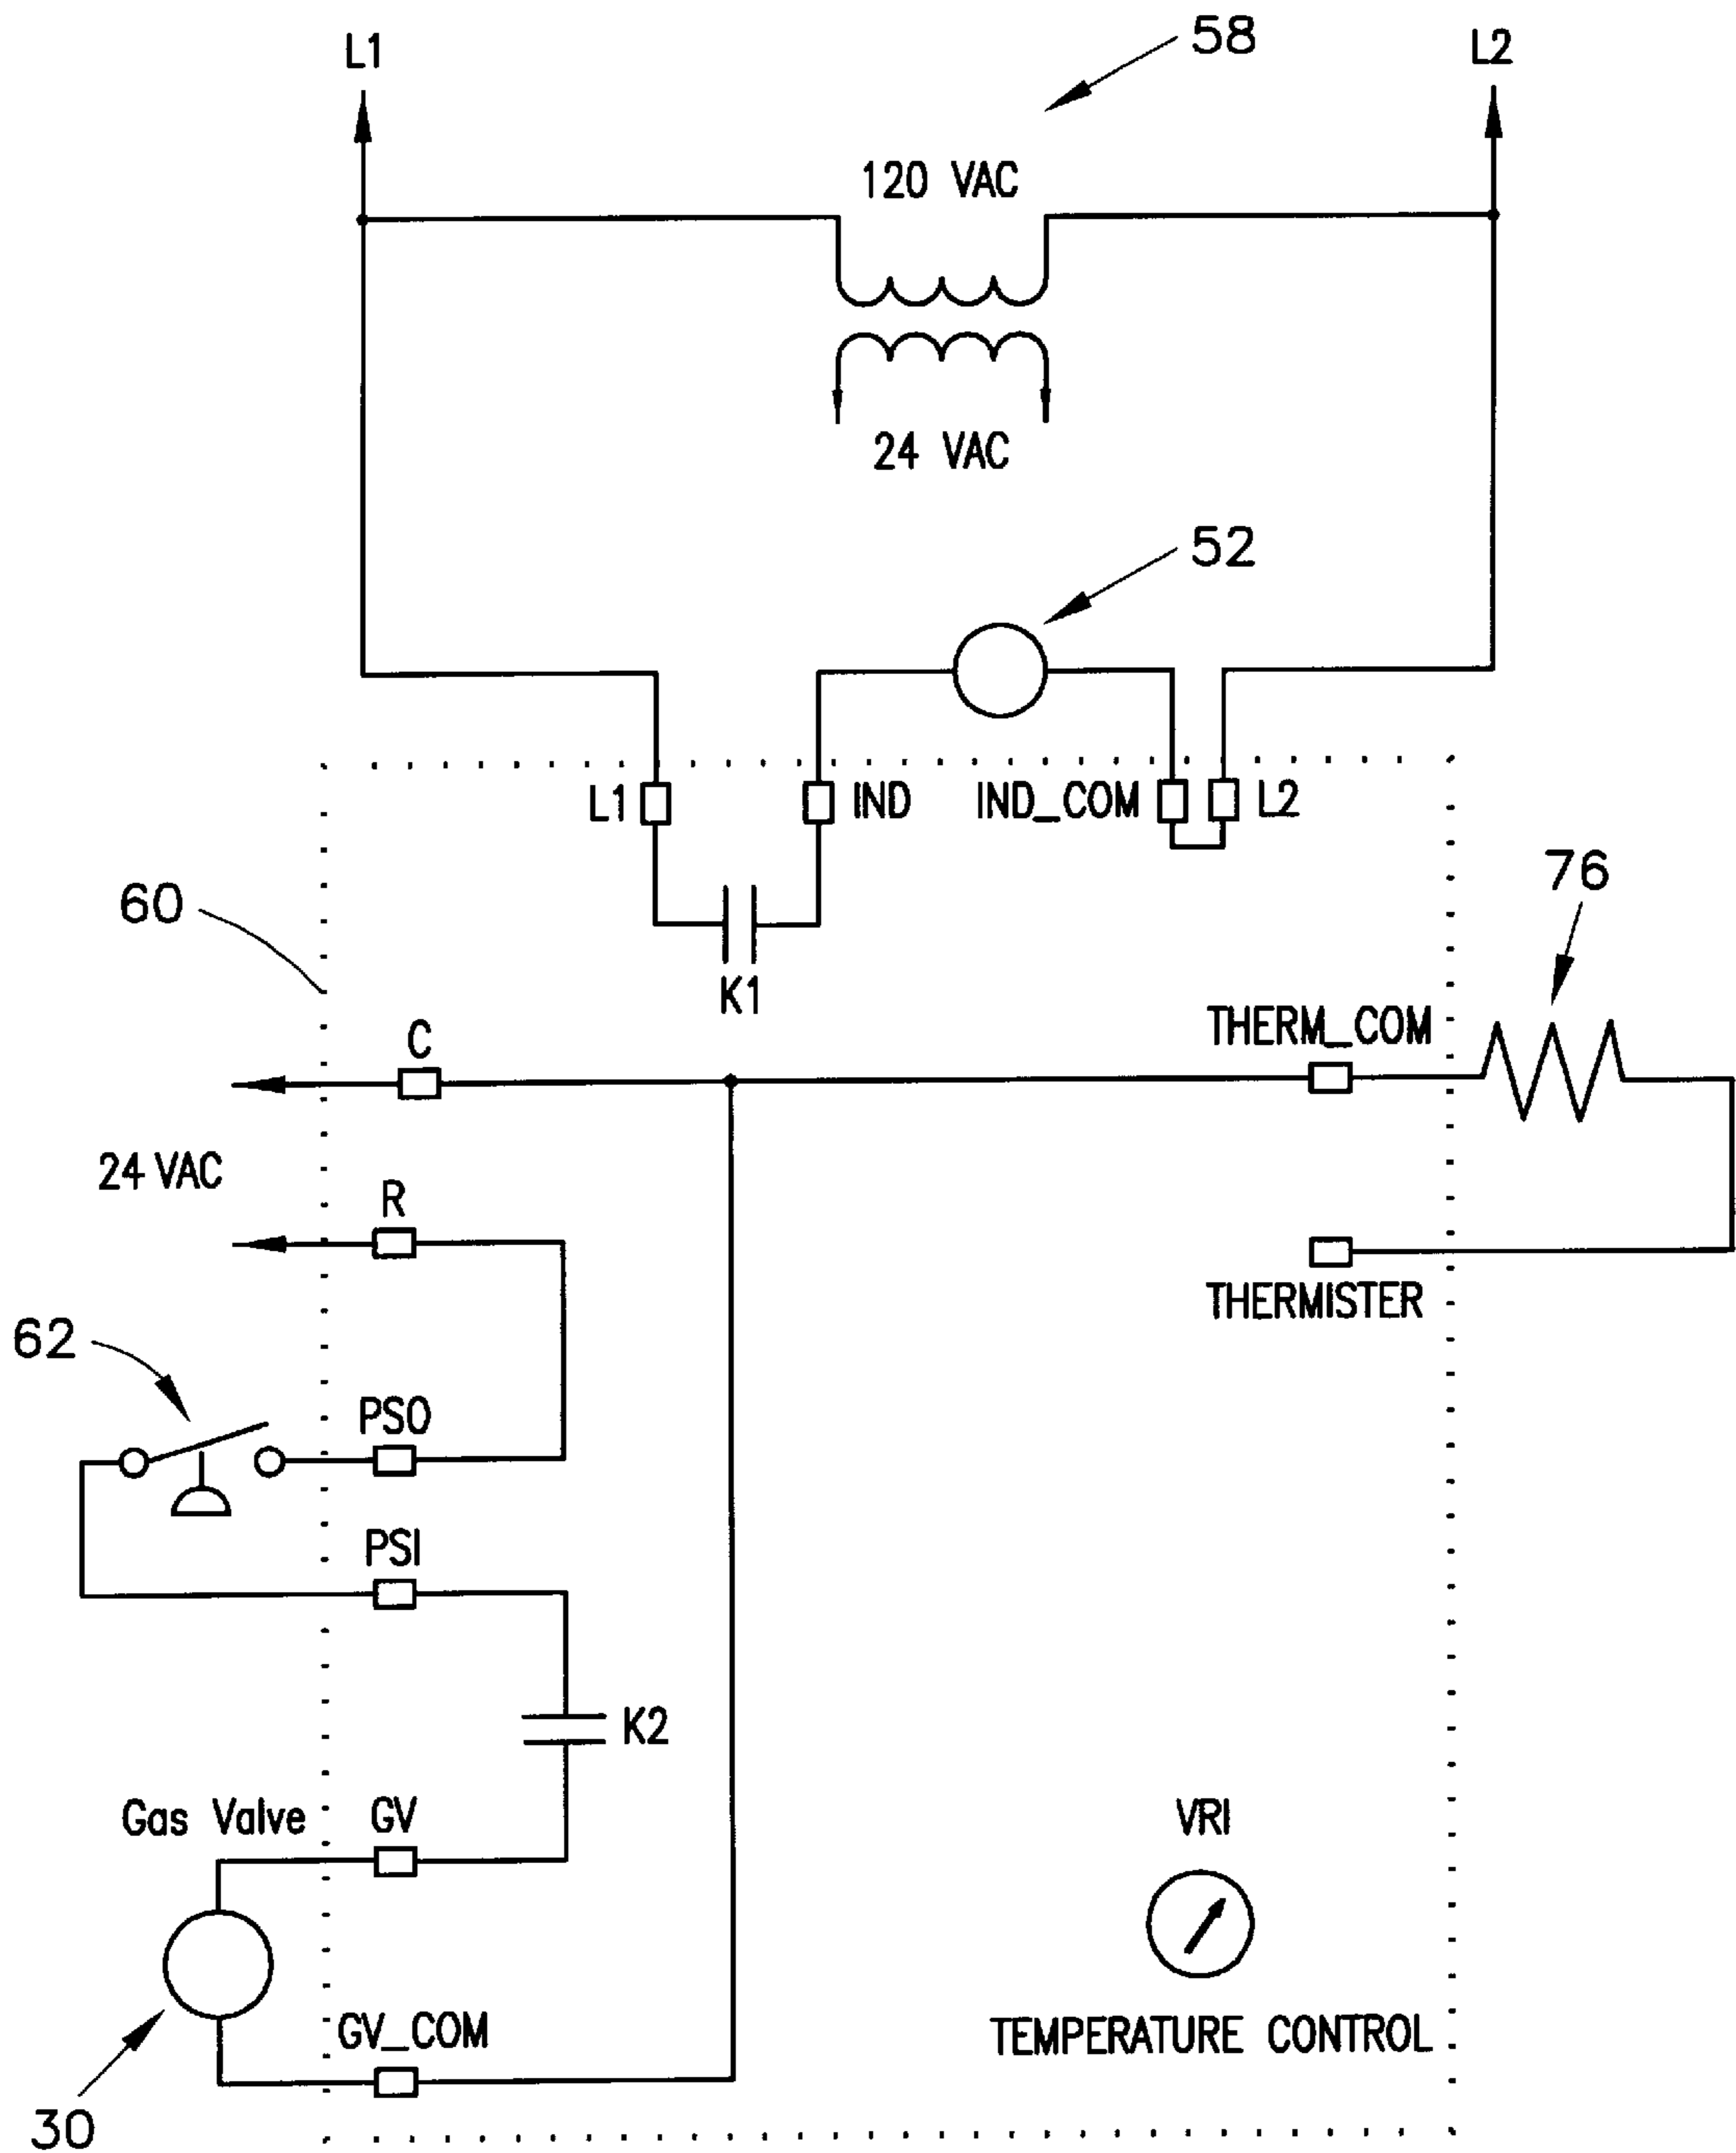 58
L1
L2
120 VAC
24 VAC
52
L1
IND
IND_COM
L2
76
60
K1
C
THERM_COM
24 VAC
R
THERMISTER
62
PSO
PSI
K2
Gas Valve
GV
VRI
GV_COM
TEMPERATURE CONTROL
30